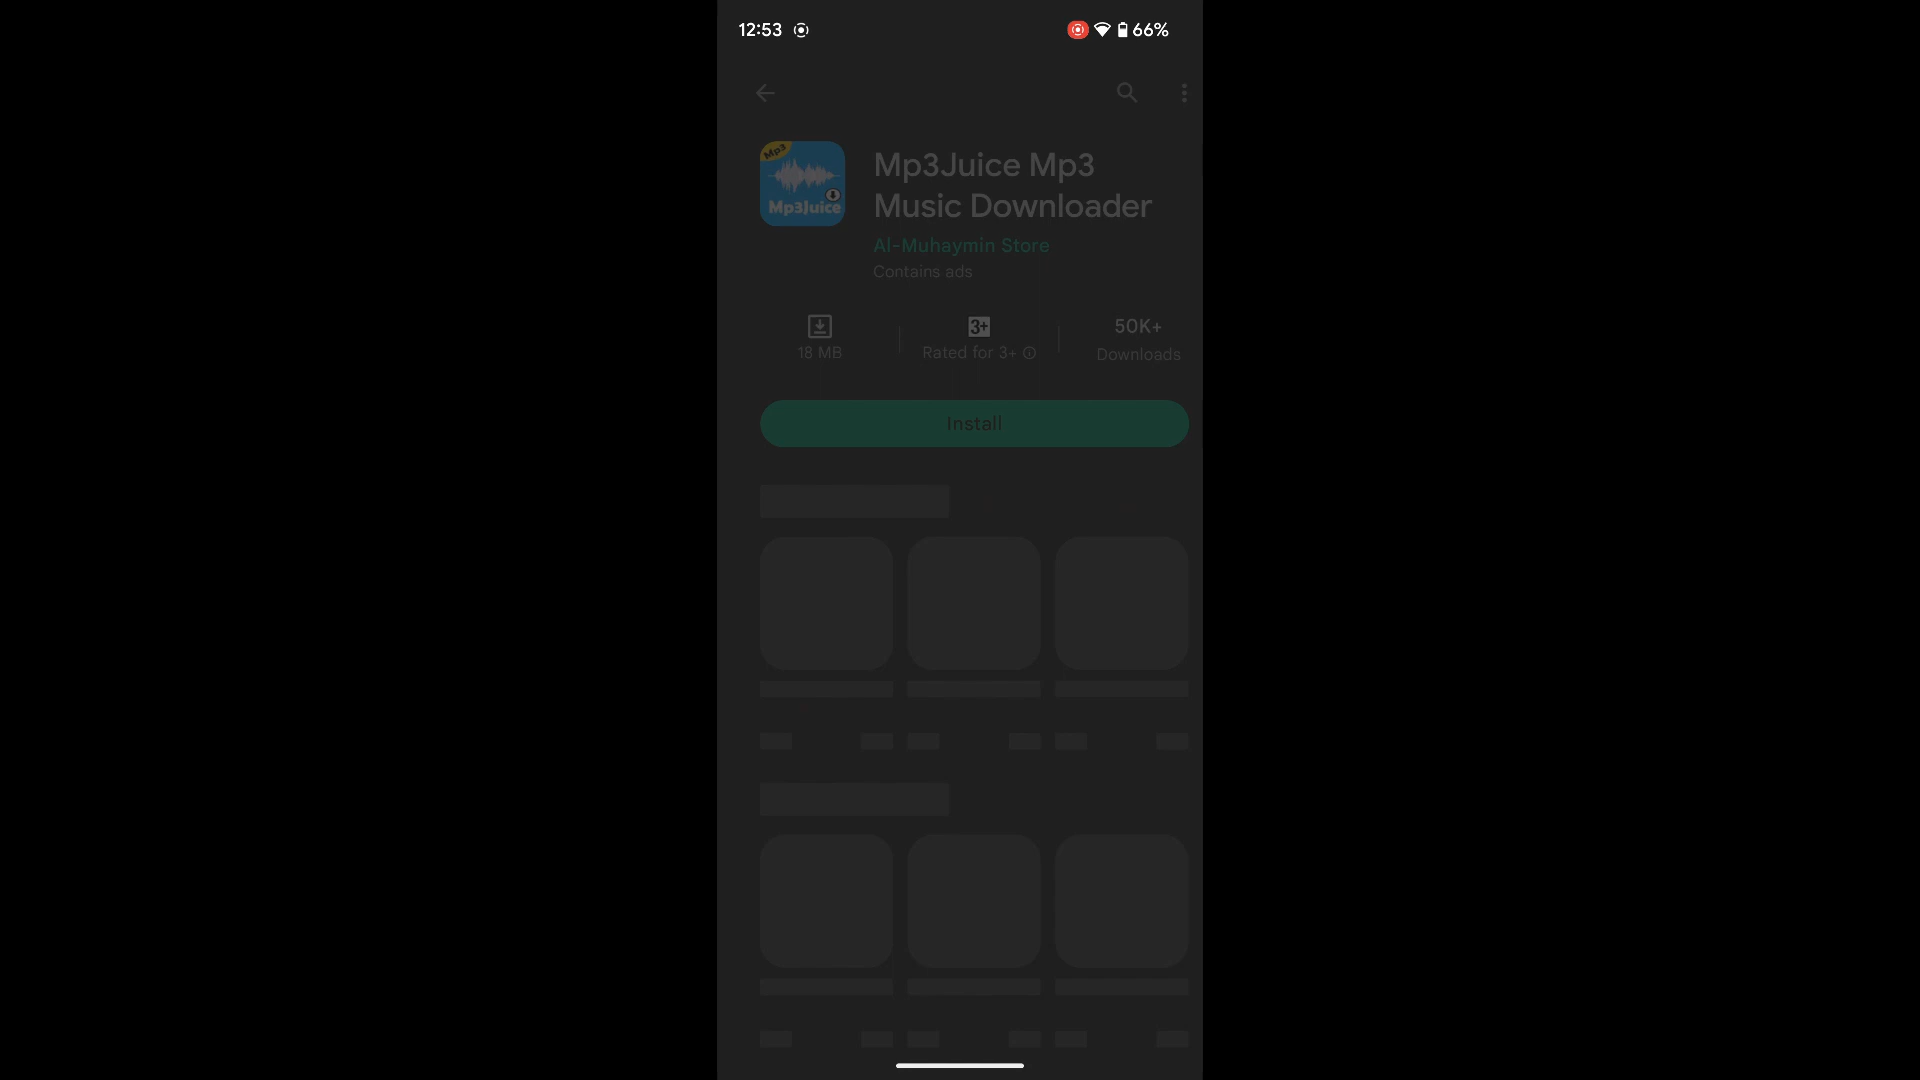 12:53
66%
Mp3
Mp3Juice
Mp3Juice Mp3
Music Downloader
Al-Muhaymin Store
Contains ads
3+
50K+
18 MB
Rated for 3+
Downloads
Install